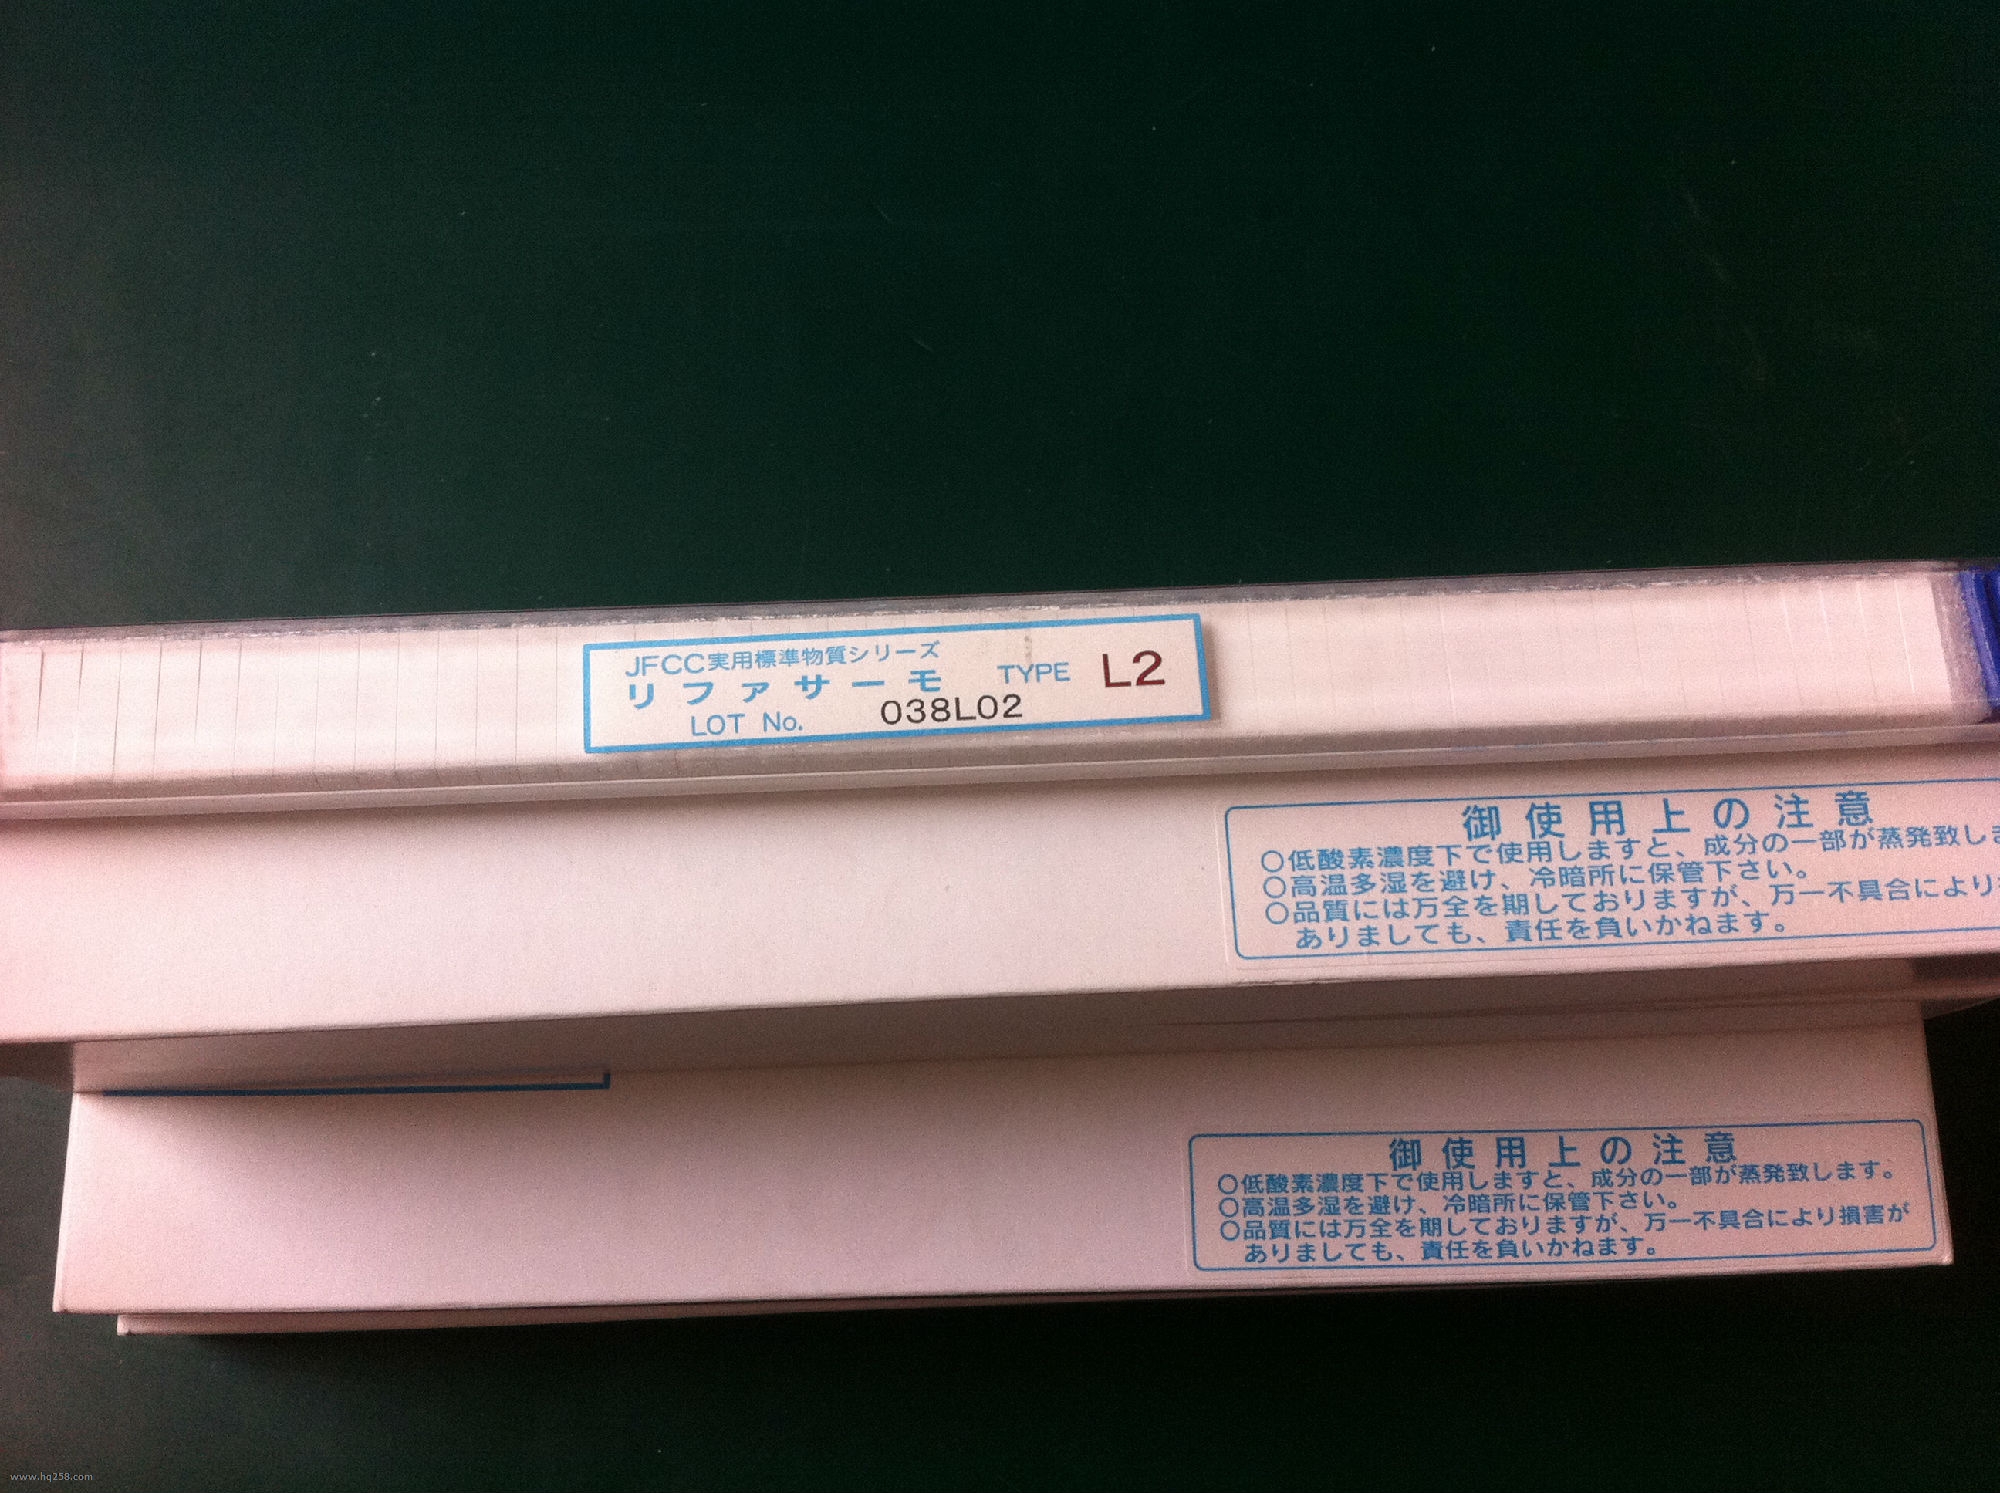 JFCC実用標準物質シリーズ
リファサーモ TYPE L2
LOT No. 038L02
御使用上の注意
○低酸素濃度下で使用しますと、成分の一部が蒸発致しま
○高温多湿を避け、冷暗所に保管下さい。
○品質には万全を期しておりますが、万一不具合により
ありましても、責任を負いかねます。
御使用上の注意
○低酸素濃度下で使用しますと、成分の一部が蒸発致します。
○高温多湿を避け、冷暗所に保管下さい。
○品質には万全を期しておりますが、万一不具合により損害が
ありましても、責任を負いかねます。
www.hq258.com